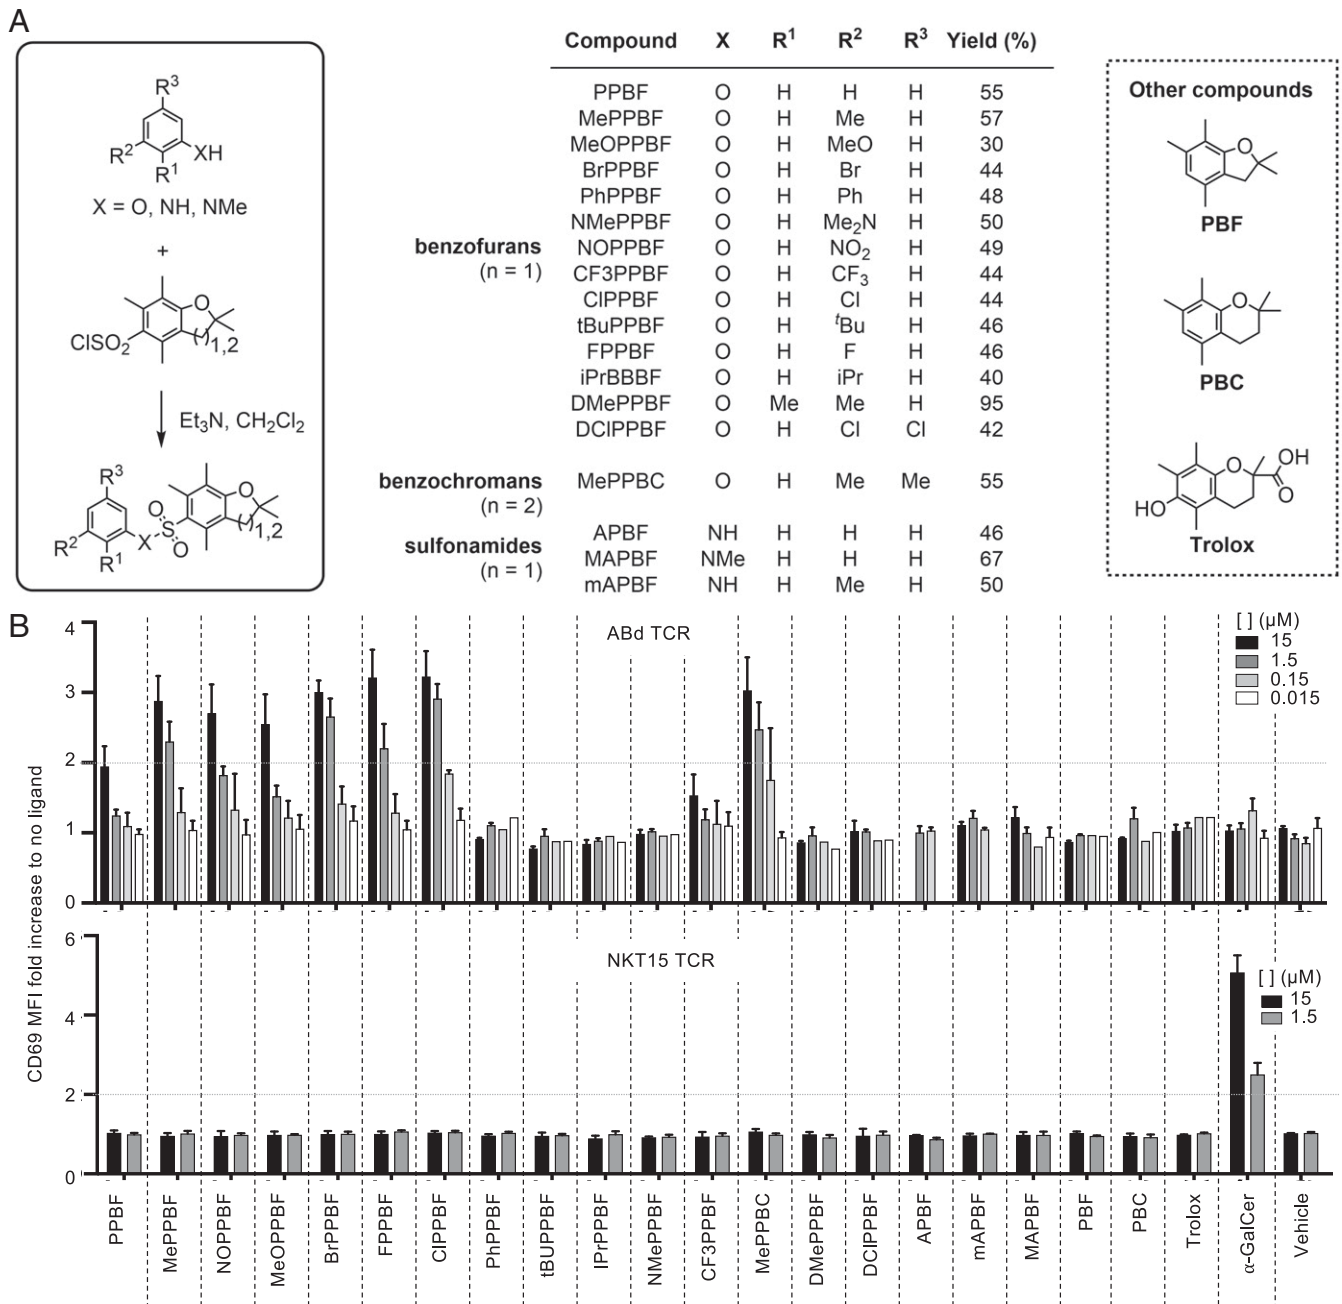 A
R3
R2
R1
XH
X = O, NH, NMe
+
ClSO2
O
( )1,2
Et3N, CH2Cl2
R3
R2
R1
X
O
S
O
O
( )1,2
Compound X R1 R2 R3 Yield (%)
PPBF O H H H 55
MePPBF O H Me H 57
MeOPPBF O H MeO H 30
BrPPBF O H Br H 44
PhPPBF O H Ph H 48
NMePPBF O H Me2N H 50
benzofurans NOPPBF O H NO2 H 49
(n = 1) CF3PPBF O H CF3 H 44
ClPPBF O H Cl H 44
tBuPPBF O H tBu H 46
FPPBF O H F H 46
iPrBBBF O H iPr H 40
DMePPBF O Me Me H 95
DClPPBF O H Cl Cl 42
benzochromans MePPBC O H Me Me 55
(n = 2)
sulfonamides APBF NH H H H 46
(n = 1) MAPBF NMe H H H 67
mAPBF NH H Me H 50
Other compounds
O
PBF
O
PBC
O
OH
O
HO
Trolox
B
CD69 MFI fold increase to no ligand
ABd TCR
4
3
2
1
0
[ ] (μM)
15
1.5
0.15
0.015
NKT15 TCR
6
4
2
0
[ ] (μM)
15
1.5
PPBF
MePPBF
NOPPBF
MeOPPBF
BrPPBF
FPPBF
ClPPBF
PhPPBF
tBUPPBF
IPrPPBF
NMePPBF
CF3PPBF
MePPBC
DMePPBF
DClPPBF
APBF
mAPBF
MAPBF
PBF
PBC
Trolox
α-GalCer
Vehicle